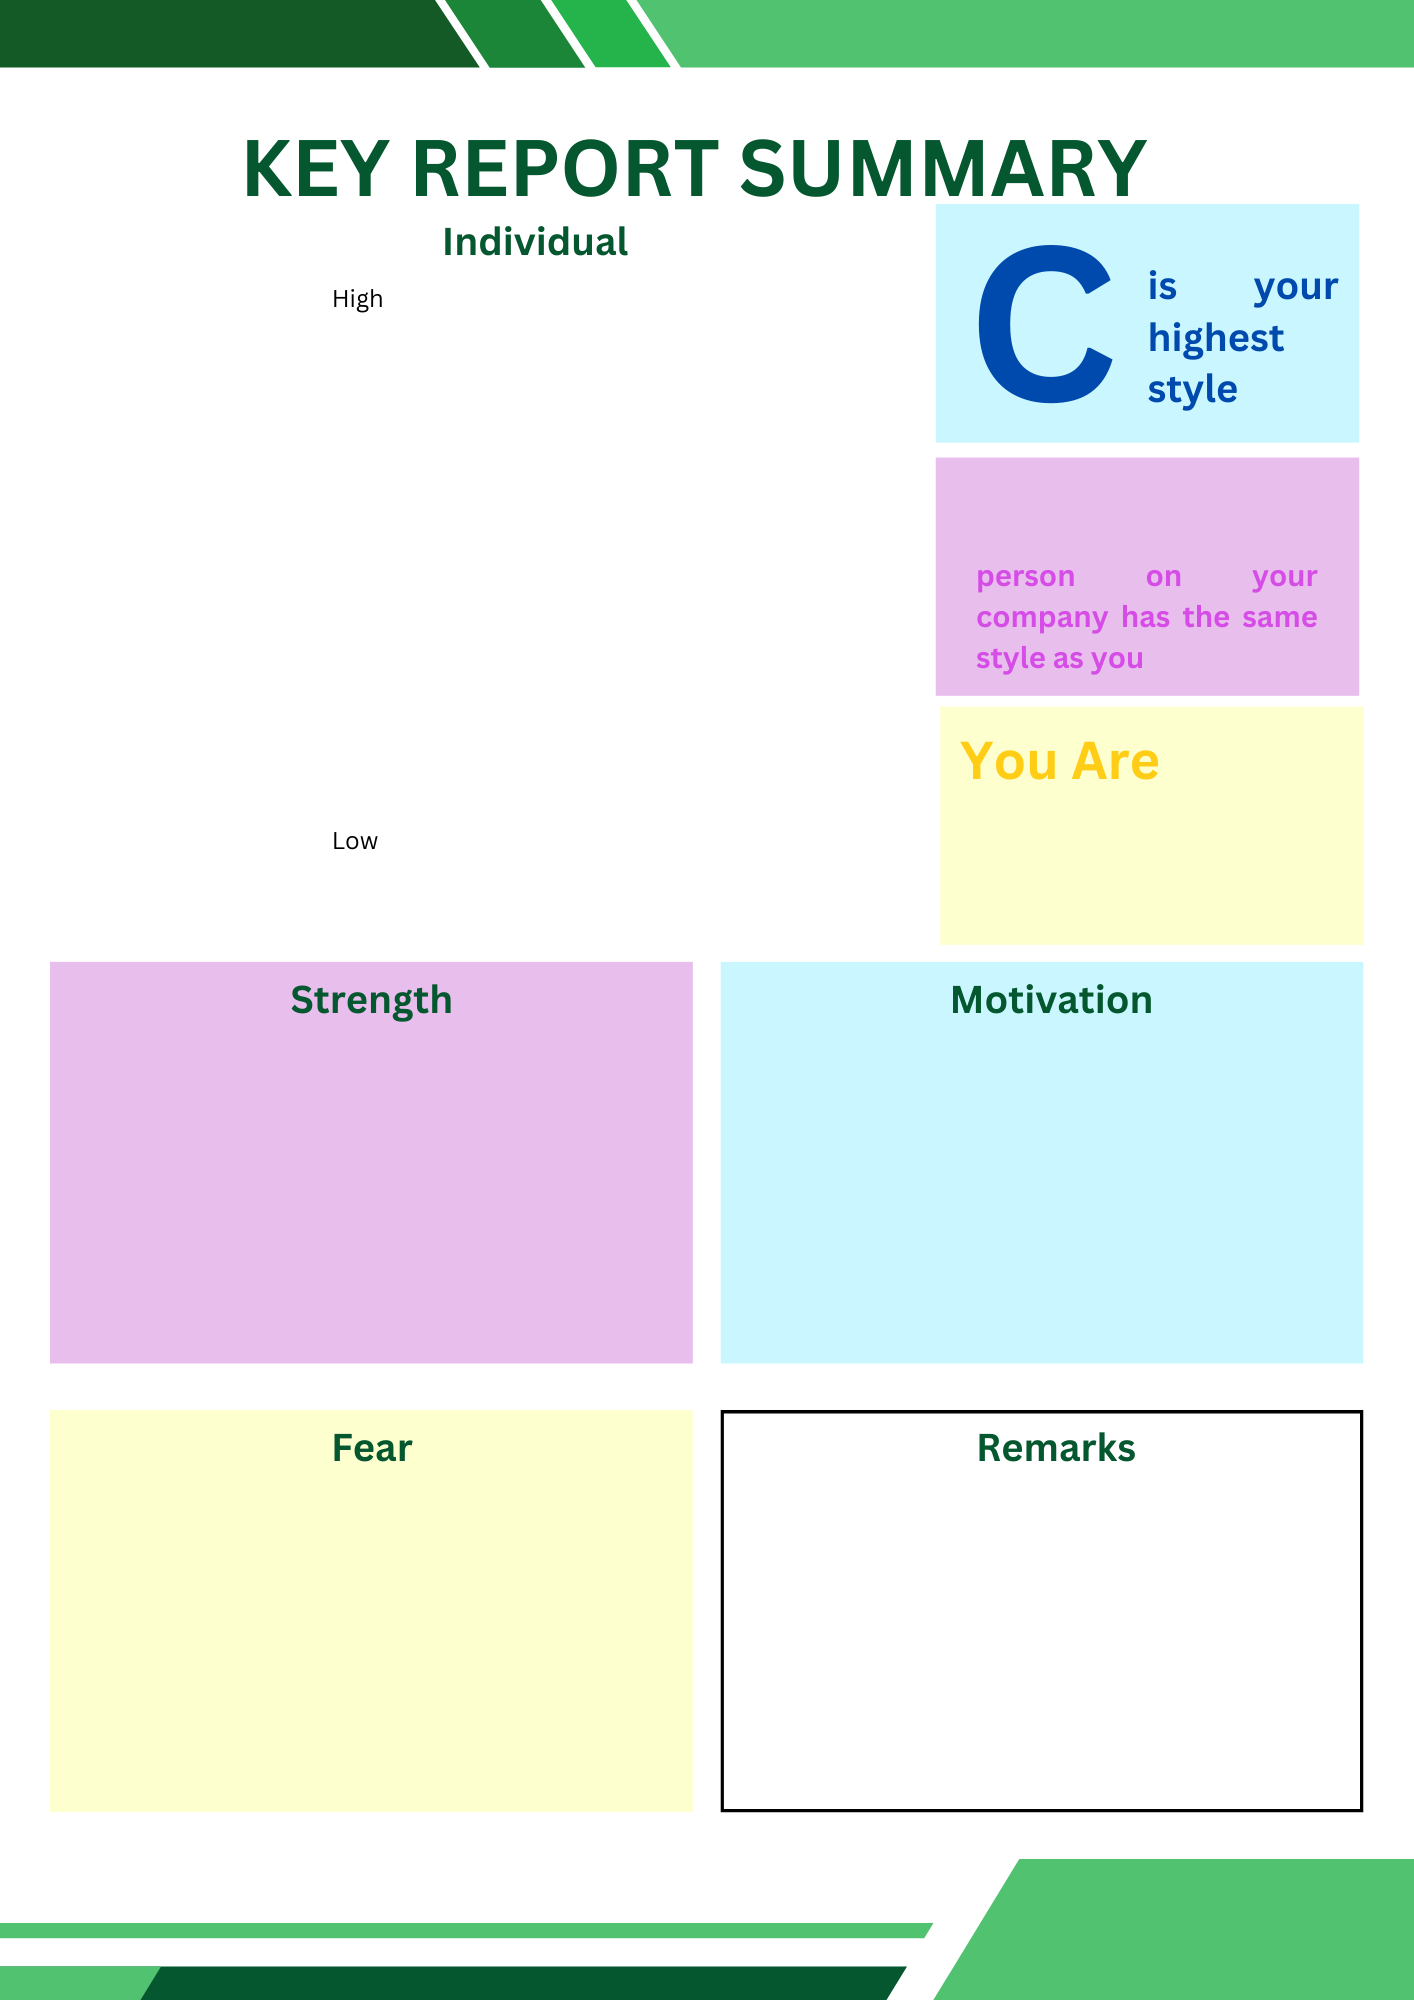 KEY REPORT SUMMARY
Individual
High
C
is your
highest
style
person on your
company has the same
style as you
You Are
Low
Strength
Motivation
Fear
Remarks